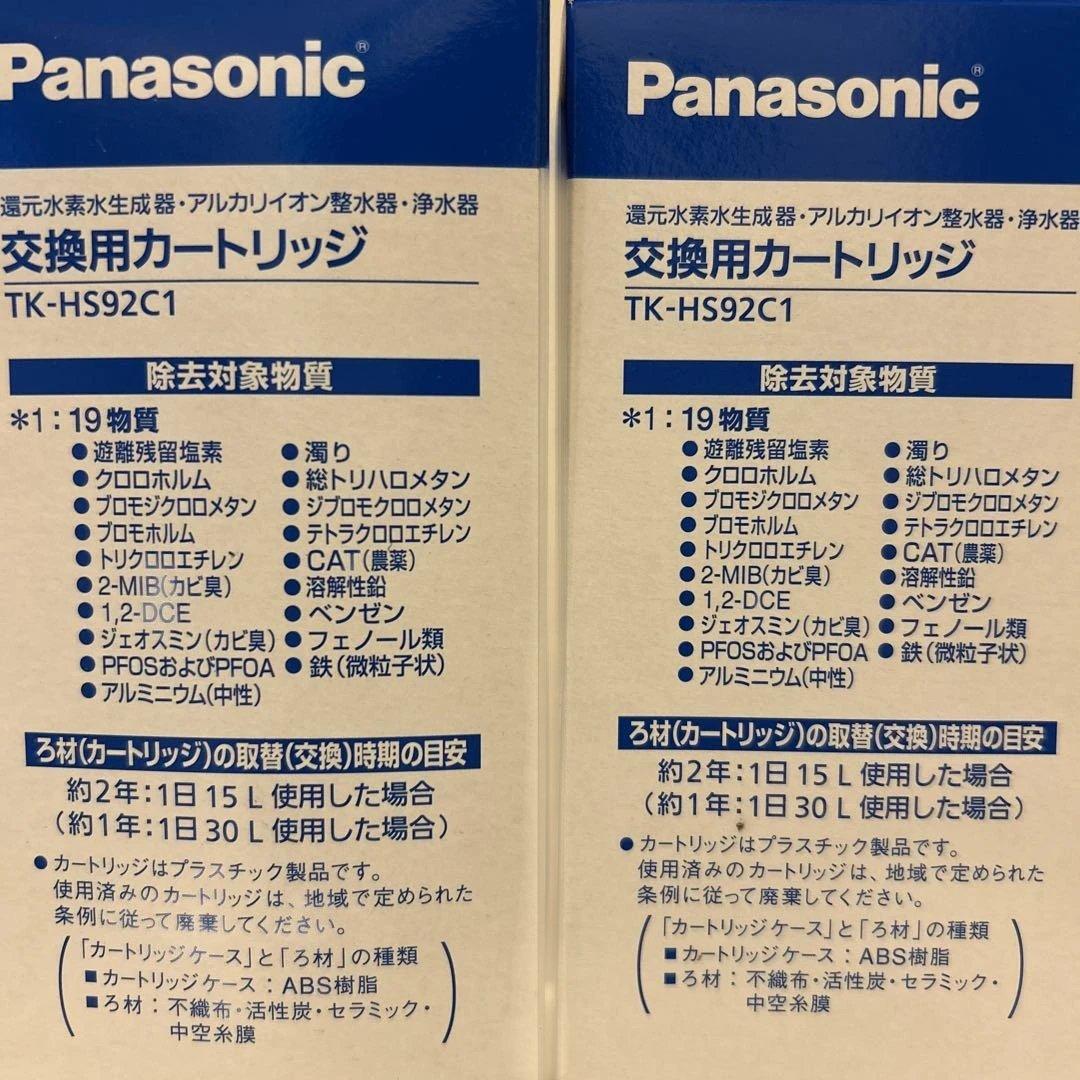 Panasonic®
還元水素水生成器・アルカリイオン整水器・浄水器
交換用カートリッジ
TK-HS92C1
除去対象物質
*1:19物質
●遊離残留塩素 ●濁り
●クロロホルム ●総トリハロメタン
●ブロモジクロロメタン ●ジブロモクロロメタン
●ブロモホルム ●テトラクロロエチレン
●トリクロロエチレン ●CAT(農薬)
●2-MIB(カビ臭) ●溶解性鉛
●1,2-DCE ●ベンゼン
●ジェオスミン(カビ臭) ●フェノール類
●PFOSおよびPFOA ●鉄(微粒子状)
●アルミニウム(中性)
ろ材(カートリッジ)の取替(交換)時期の目安
約2年:1日15L使用した場合
(約1年:1日30L使用した場合)
●カートリッジはプラスチック製品です。
使用済みのカートリッジは、地域で定められた
条例に従って廃棄してください。
「カートリッジケース」と「ろ材」の種類
■カートリッジケース:ABS樹脂
■ろ材:不織布・活性炭・セラミック・
中空糸膜
Panasonic®
還元水素水生成器・アルカリイオン整水器・浄水器
交換用カートリッジ
TK-HS92C1
除去対象物質
*1:19物質
●遊離残留塩素 ●濁り
●クロロホルム ●総トリハロメタン
●ブロモジクロロメタン ●ジブロモクロロメタン
●ブロモホルム ●テトラクロロエチレン
●トリクロロエチレン ●CAT(農薬)
●2-MIB(カビ臭) ●溶解性鉛
●1,2-DCE ●ベンゼン
●ジェオスミン(カビ臭) ●フェノール類
●PFOSおよびPFOA ●鉄(微粒子状)
●アルミニウム(中性)
ろ材(カートリッジ)の取替(交換)時期の目安
約2年:1日15L使用した場合
(約1年:1日30L使用した場合)
●カートリッジはプラスチック製品です。
使用済みのカートリッジは、地域で定められた
条例に従って廃棄してください。
「カートリッジケース」と「ろ材」の種類
■カートリッジケース:ABS樹脂
■ろ材:不織布・活性炭・セラミック・
中空糸膜